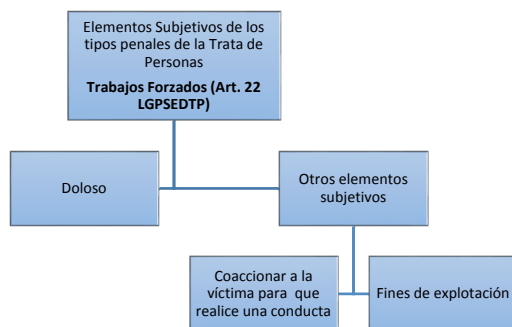 Elementos Subjetivos de los
tipos penales de la Trata de
Personas
Trabajos Forzados (Art. 22
LGPSEDTP)
Doloso
Otros elementos
subjetivos
Coaccionar a la
víctima para que
realice una conducta
Fines de explotación